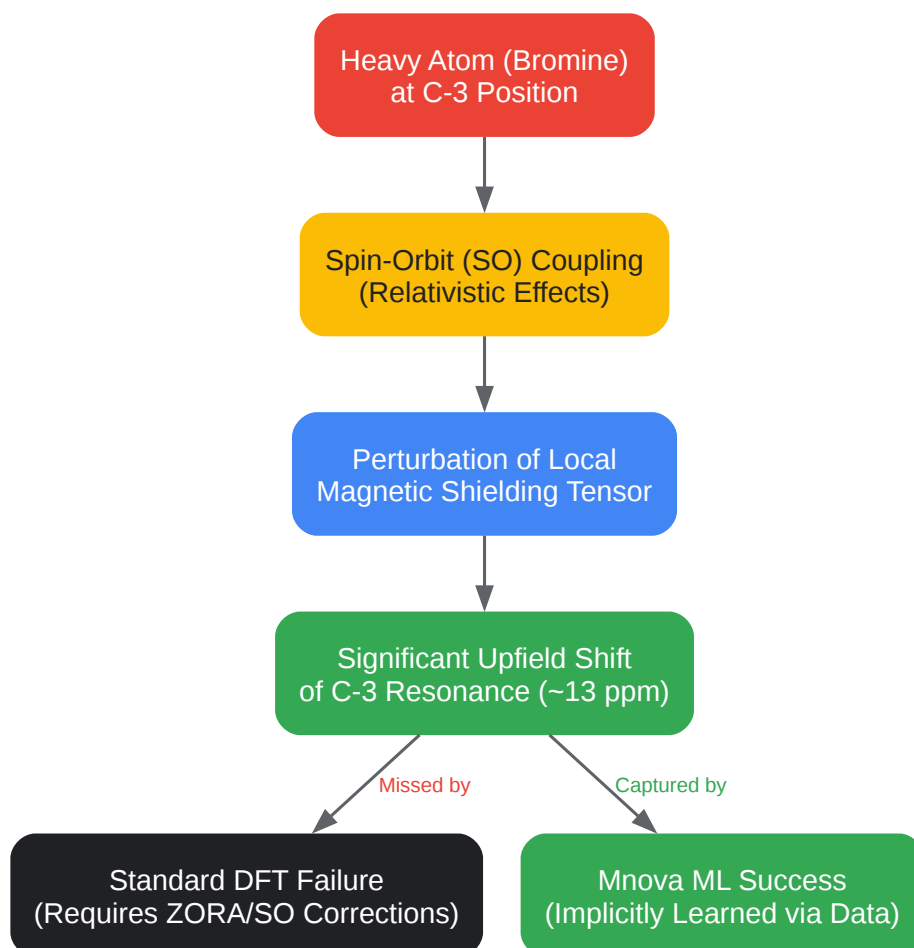 Heavy Atom (Bromine)
at C-3 Position
Spin-Orbit (SO) Coupling
(Relativistic Effects)
Perturbation of Local
Magnetic Shielding Tensor
Significant Upfield Shift
of C-3 Resonance (~13 ppm)
Missed by
Captured by
Standard DFT Failure
(Requires ZORA/SO Corrections)
Mnova ML Success
(Implicitly Learned via Data)